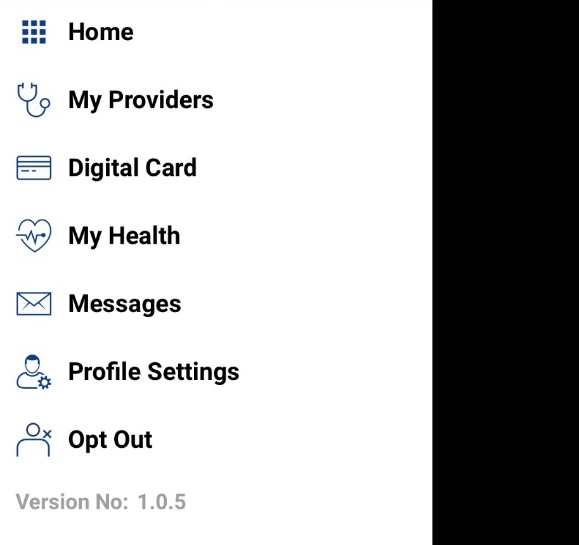 Home
My Providers
Digital Card
My Health
Messages
Profile Settings
Opt Out
Version No: 1.0.5